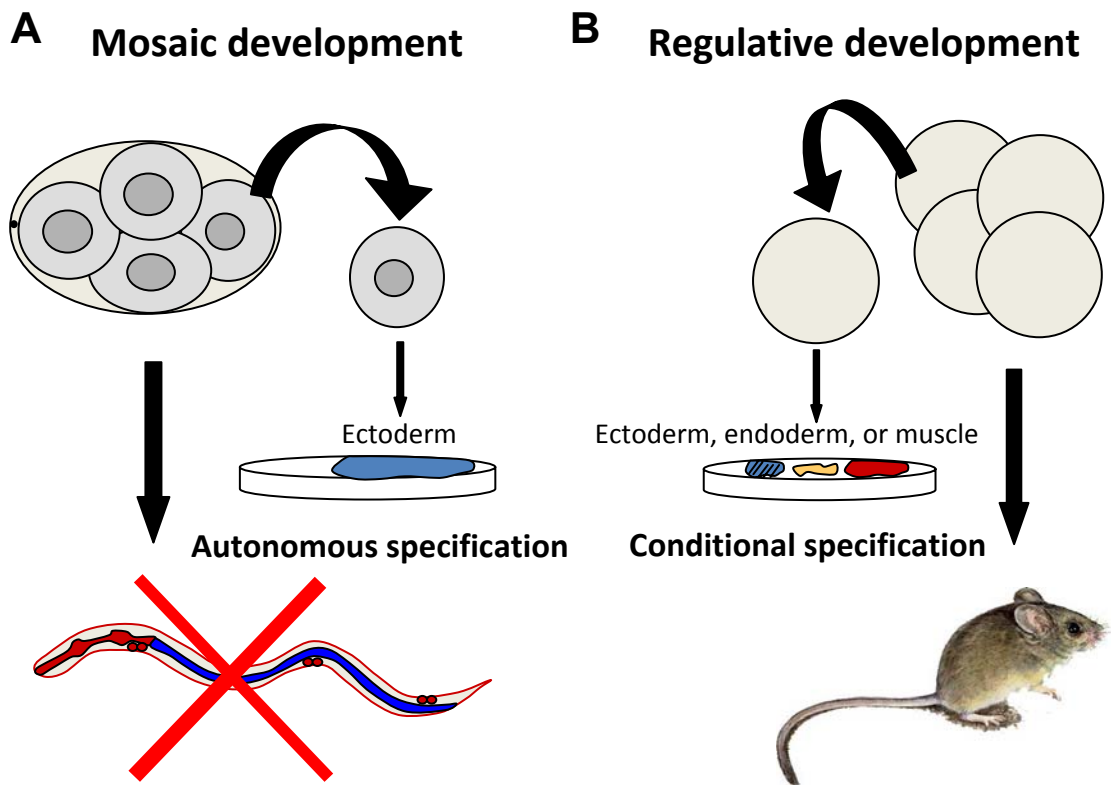 A Mosaic development
Ectoderm
Autonomous specification
B Regulative development
Ectoderm, endoderm, or muscle
Conditional specification